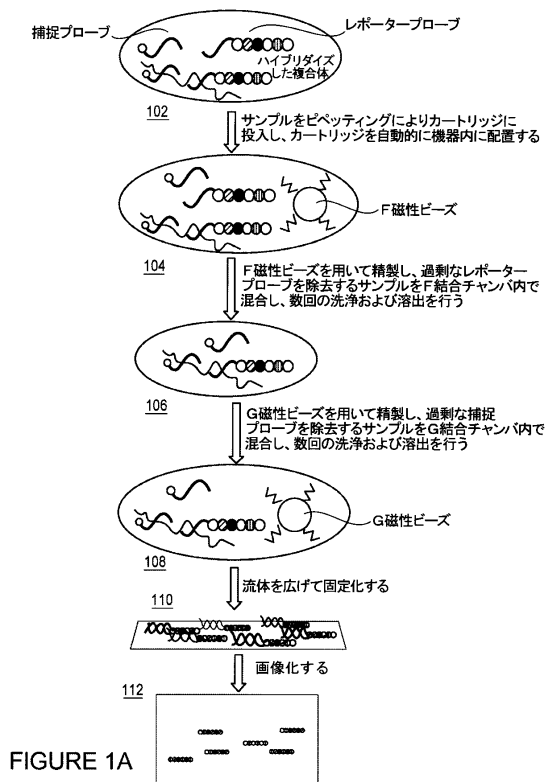 捕捉プローブ
レポータープローブ
ハイブリダイズ
した複合体
102
サンプルをピペッティングによりカートリッジに
投入し、カートリッジを自動的に機器内に配置する
F磁性ビーズ
104
F磁性ビーズを用いて精製し、過剰なレポーター
プローブを除去するサンプルをF結合チャンバ内で
混合し、数回の洗浄および溶出を行う
106
G磁性ビーズを用いて精製し、過剰な捕捉
プローブを除去するサンプルをG結合チャンバ内で
混合し、数回の洗浄および溶出を行う
G磁性ビーズ
108
流体を広げて固定化する
110
画像化する
112
FIGURE 1A